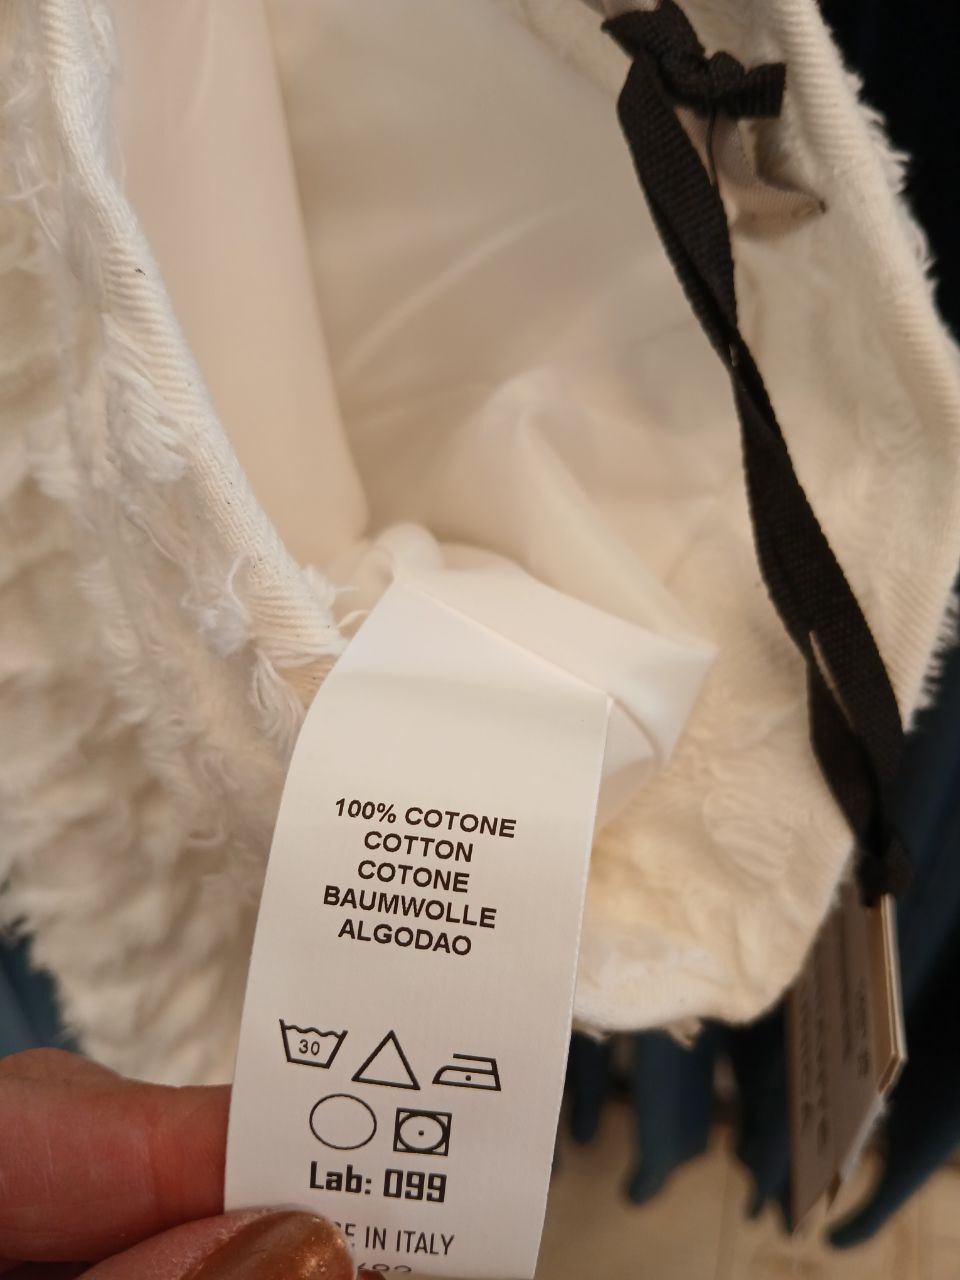 100% COTONE
COTTON
COTONE
BAUMWOLLE
ALGODAO
30
Lab: 099
IN ITALY